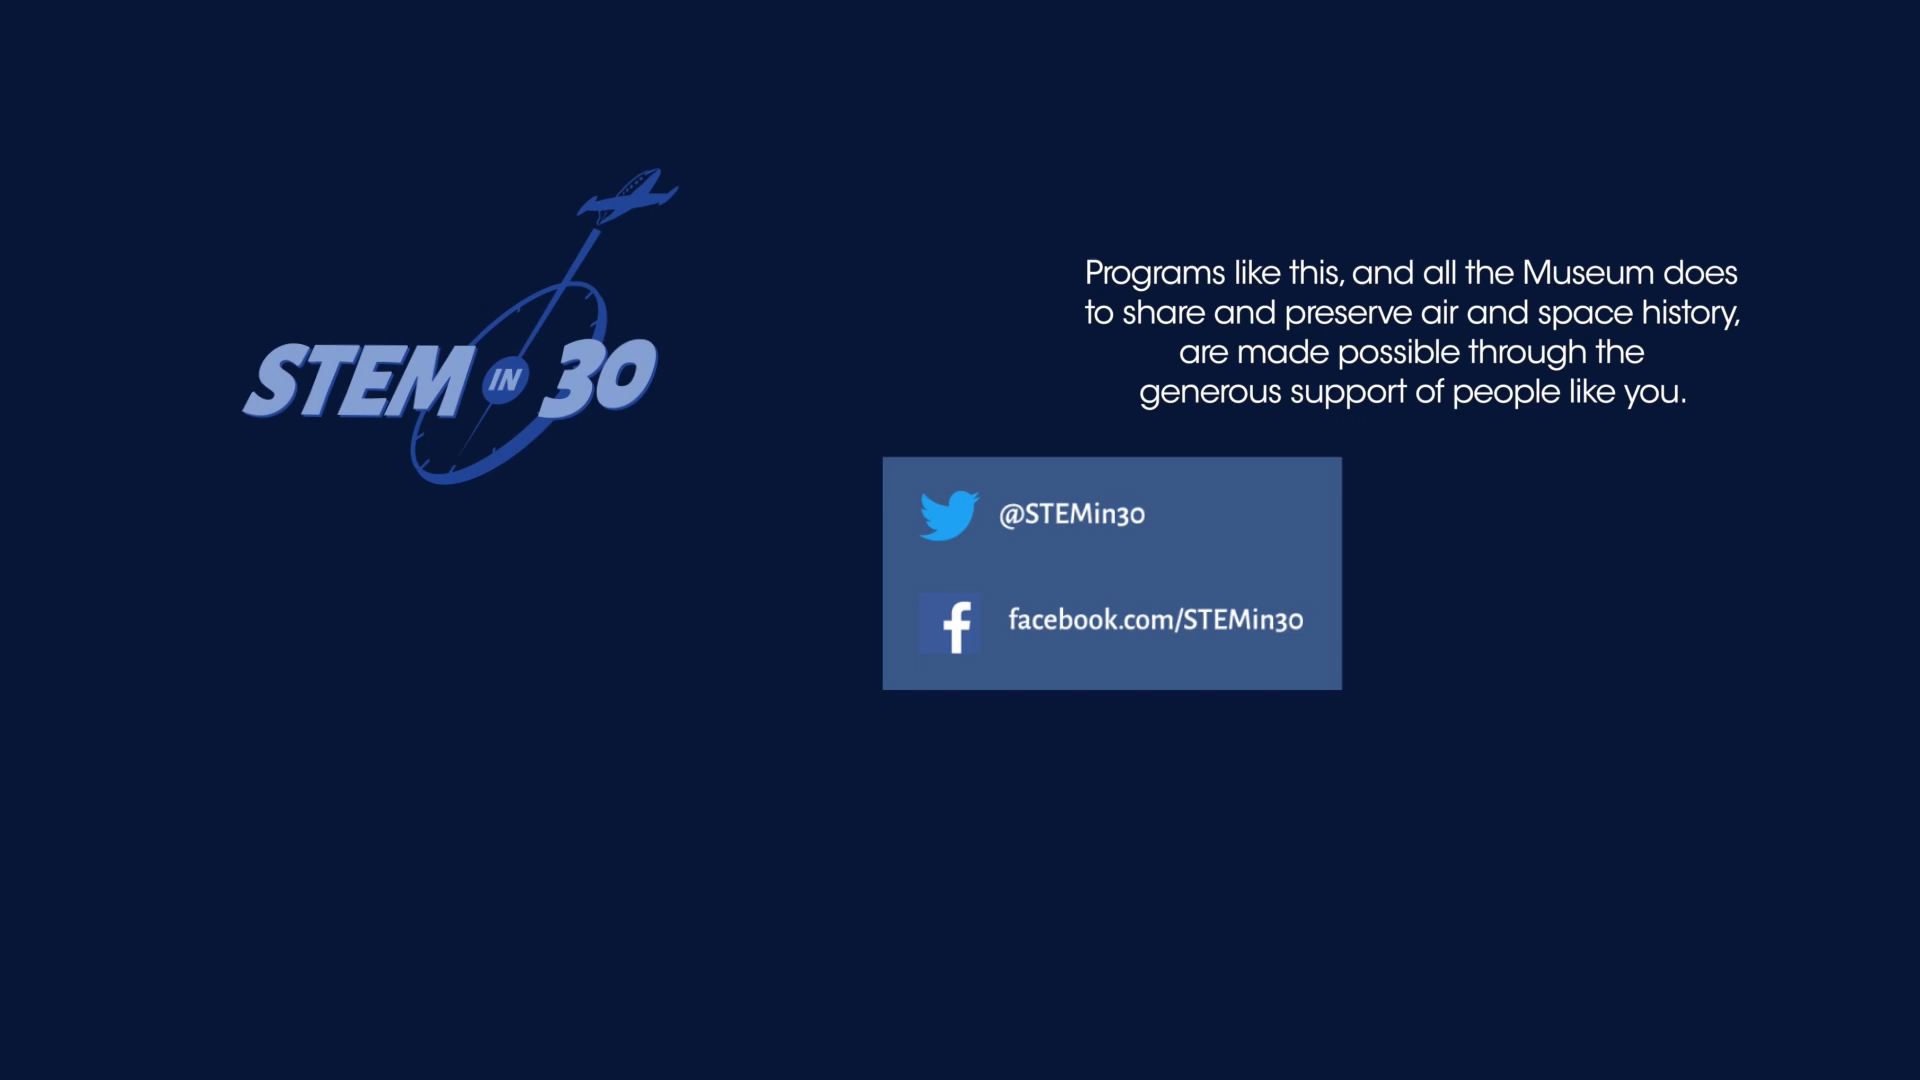 STEM IN 30
Programs like this, and all the Museum does
to share and preserve air and space history,
are made possible through the
generous support of people like you.
@STEMin30
facebook.com/STEMin30